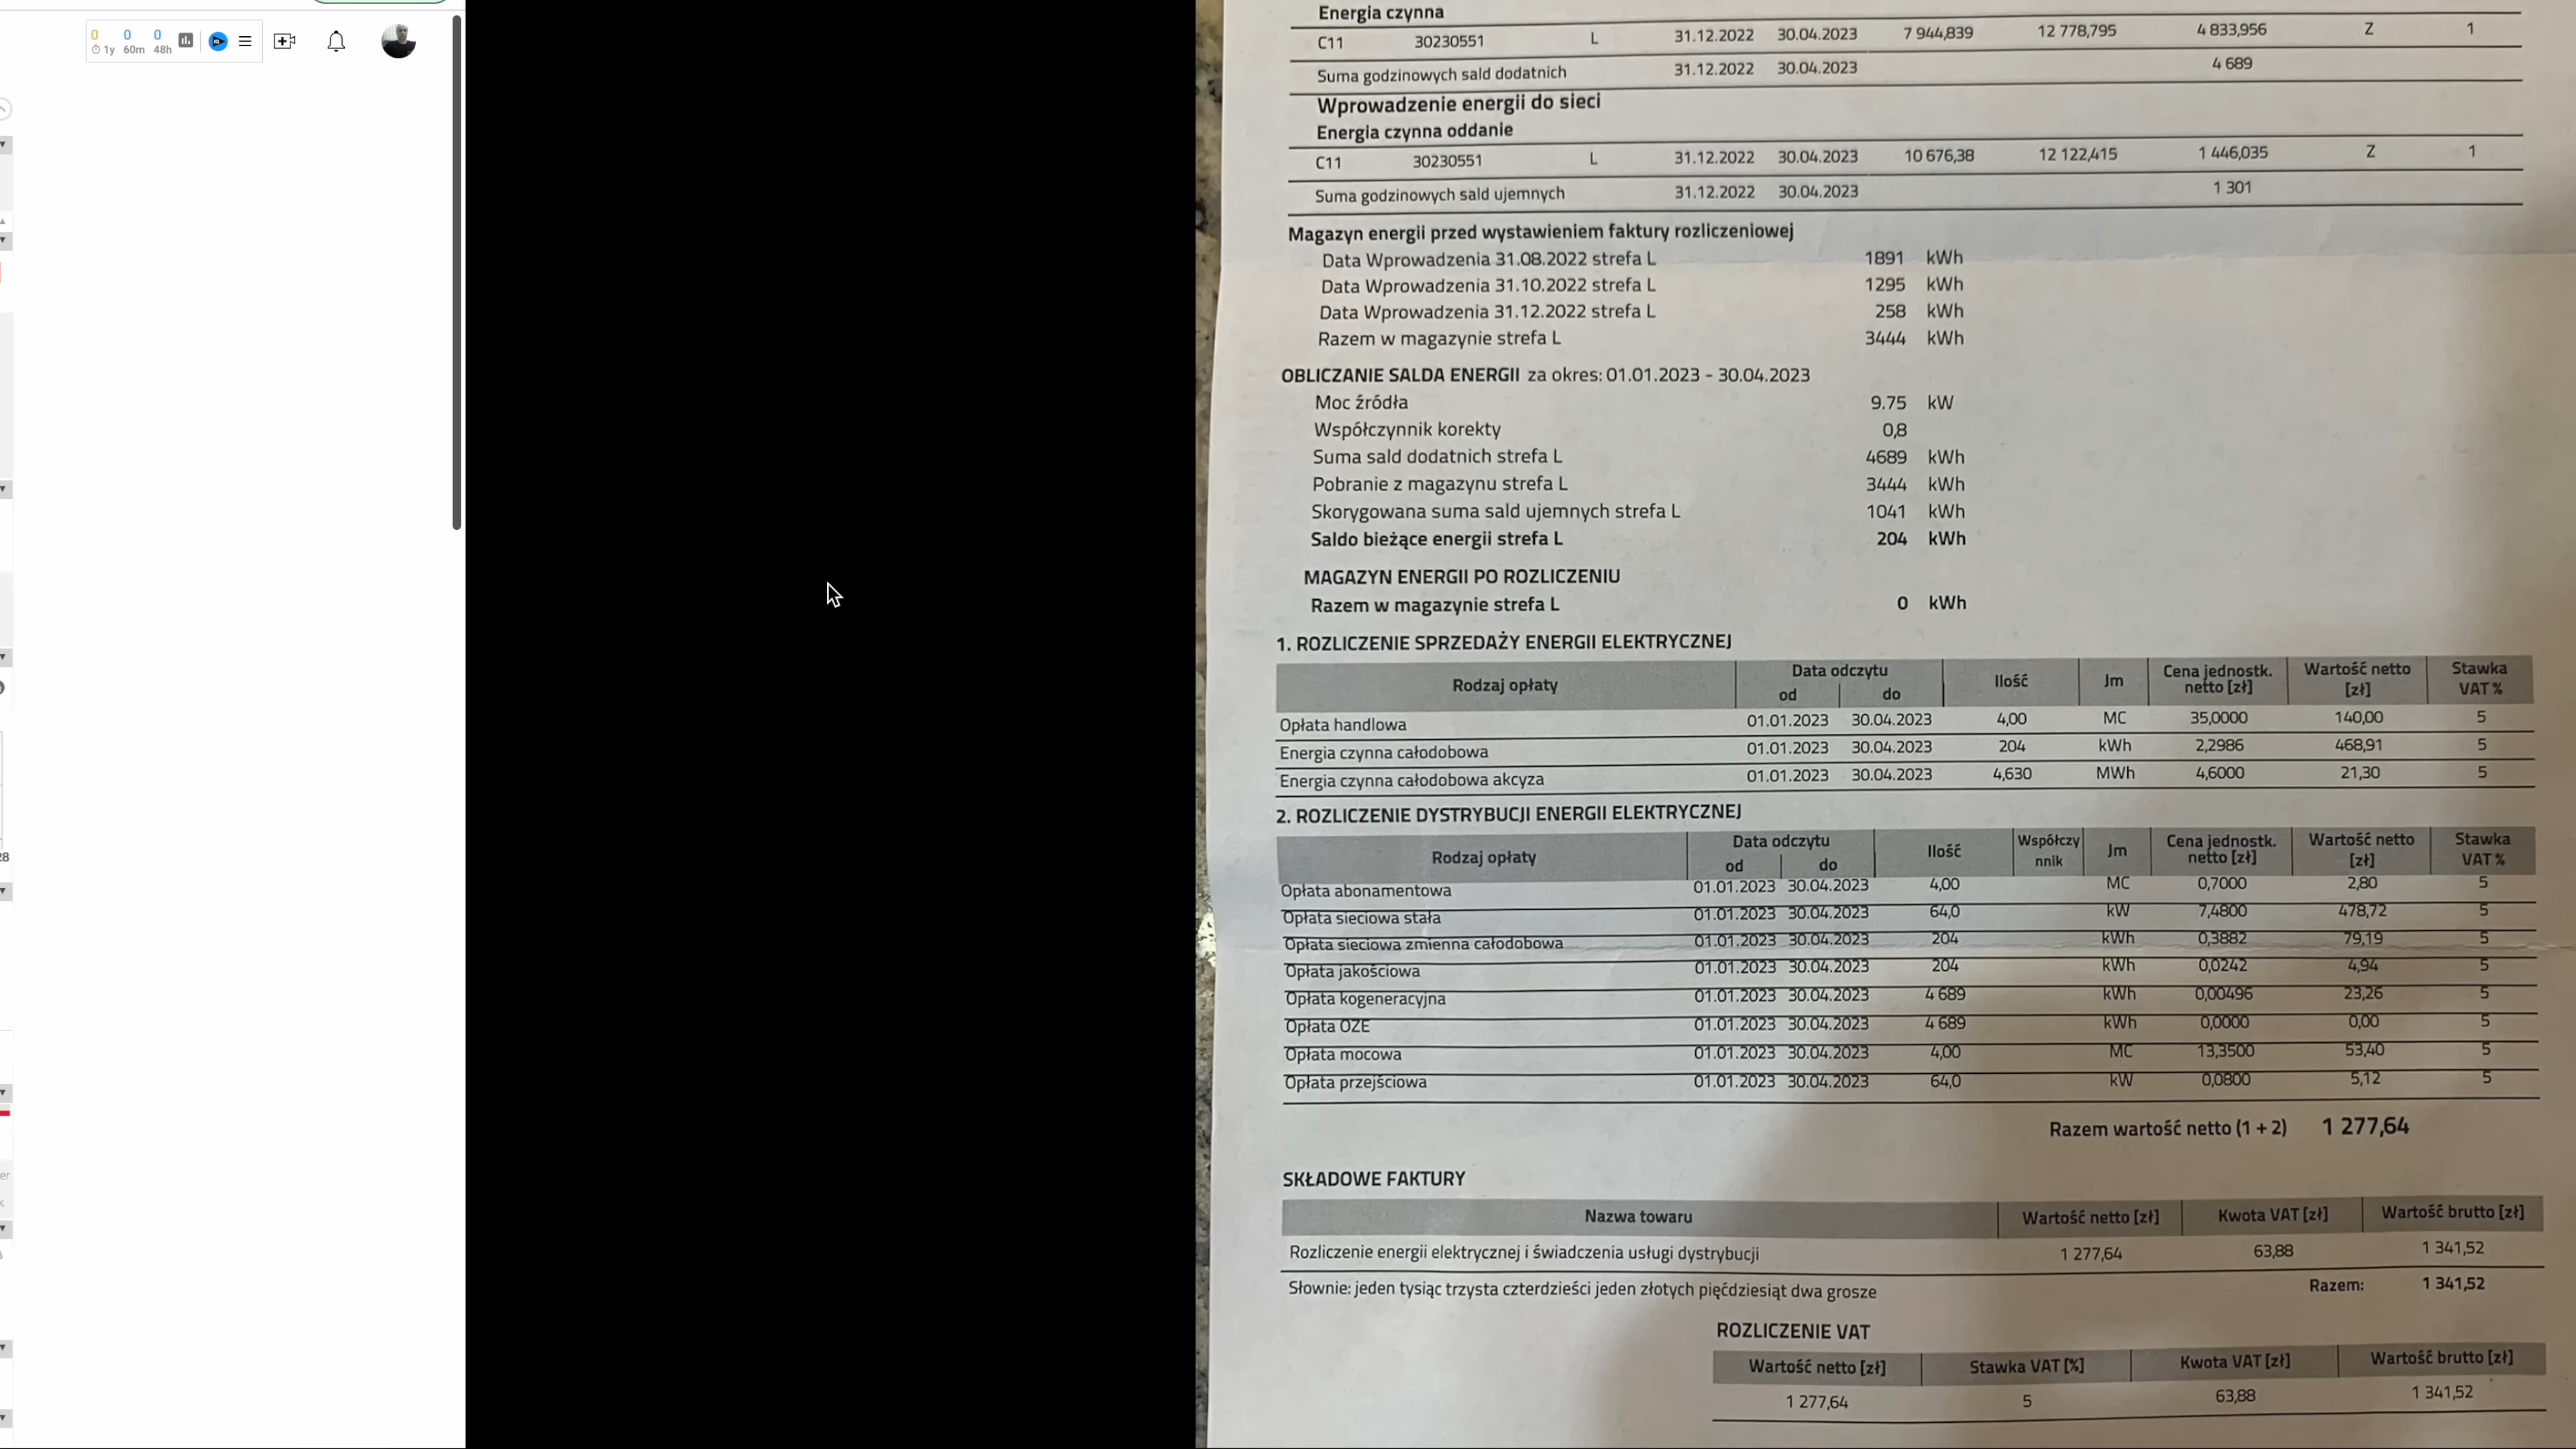 0 0 0
1y 60m 48h
28
er
k
Energia czynna
C11 30230551 L 31.12.2022 30.04.2023 7 944,839 12 778,795 4 833,956 Z 1
Suma godzinowych sald dodatnich 31.12.2022 30.04.2023 4 689
Wprowadzenie energii do sieci
Energia czynna oddanie
C11 30230551 L 31.12.2022 30.04.2023 10 676,38 12 122,415 1 446,035 Z 1
Suma godzinowych sald ujemnych 31.12.2022 30.04.2023 1 301
Magazyn energii przed wystawieniem faktury rozliczeniowej
Data Wprowadzenia 31.08.2022 strefa L 1891 kWh
Data Wprowadzenia 31.10.2022 strefa L 1295 kWh
Data Wprowadzenia 31.12.2022 strefa L 258 kWh
Razem w magazynie strefa L 3444 kWh
OBLICZANIE SALDA ENERGII za okres: 01.01.2023 - 30.04.2023
Moc źródła 9.75 kW
Współczynnik korekty 0,8
Suma sald dodatnich strefa L 4689 kWh
Pobranie z magazynu strefa L 3444 kWh
Skorygowana suma sald ujemnych strefa L 1041 kWh
Saldo bieżące energii strefa L 204 kWh
MAGAZYN ENERGII PO ROZLICZENIU
Razem w magazynie strefa L 0 kWh
1. ROZLICZENIE SPRZEDAŻY ENERGII ELEKTRYCZNEJ
Rodzaj opłaty Data odczytu od do Ilość Jm Cena jednostk. netto [zł] Wartość netto [zł] Stawka VAT %
Opłata handlowa 01.01.2023 30.04.2023 4,00 MC 35,0000 140,00 5
Energia czynna całodobowa 01.01.2023 30.04.2023 204 kWh 2,2986 468,91 5
Energia czynna całodobowa akcyza 01.01.2023 30.04.2023 4,630 MWh 4,6000 21,30 5
2. ROZLICZENIE DYSTRYBUCJI ENERGII ELEKTRYCZNEJ
Rodzaj opłaty Data odczytu od do Ilość Współczy nnik Jm Cena jednostk. netto [zł] Wartość netto [zł] Stawka VAT %
Opłata abonamentowa 01.01.2023 30.04.2023 4,00 MC 0,7000 2,80 5
Opłata sieciowa stała 01.01.2023 30.04.2023 64,0 kW 7,4800 478,72 5
Opłata sieciowa zmienna całodobowa 01.01.2023 30.04.2023 204 kWh 0,3882 79,19 5
Opłata jakościowa 01.01.2023 30.04.2023 204 kWh 0,0242 4,94 5
Opłata kogeneracyjna 01.01.2023 30.04.2023 4 689 kWh 0,00496 23,26 5
Opłata OZE 01.01.2023 30.04.2023 4 689 kWh 0,0000 0,00 5
Opłata mocowa 01.01.2023 30.04.2023 4,00 MC 13,3500 53,40 5
Opłata przejściowa 01.01.2023 30.04.2023 64,0 kW 0,0800 5,12 5
Razem wartość netto (1 + 2) 1 277,64
SKŁADOWE FAKTURY
Nazwa towaru Wartość netto [zł] Kwota VAT [zł] Wartość brutto [zł]
Rozliczenie energii elektrycznej i świadczenia usługi dystrybucji 1 277,64 63,88 1 341,52
Słownie: jeden tysiąc trzysta czterdzieści jeden złotych pięćdziesiąt dwa grosze Razem: 1 341,52
ROZLICZENIE VAT
Wartość netto [zł] Stawka VAT [%] Kwota VAT [zł] Wartość brutto [zł]
1 277,64 5 63,88 1 341,52